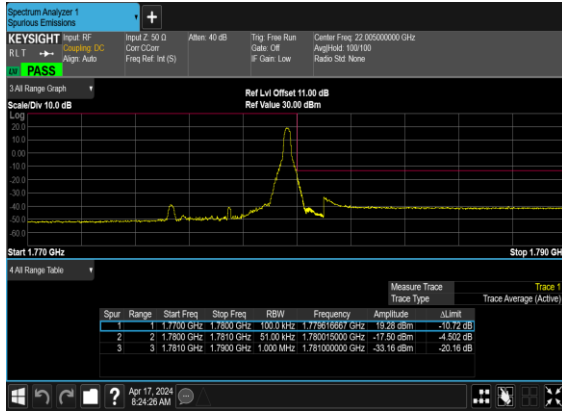 Spectrum Analyzer 1
Spurious Emissions
KEYSIGHT Input: RF Input Z: 50 Ω Atten: 40 dB Trig: Free Run Center Freq: 22.005000000 GHz
RLT Coupling: DC Corr CCorr Gate: Off Avg|Hold: 100/100
Align: Auto Freq Ref: Int (S) IF Gain: Low Radio Std: None
PASS
3 All Range Graph
Ref Lvl Offset 11.00 dB
Scale/Div 10.0 dB Ref Value 30.00 dBm
Log
20.0
10.0
0.00
-10.0
-20.0
-30.0
-40.0
-50.0
-60.0
Start 1.770 GHz Stop 1.790 GH
4 All Range Table
Measure Trace Trace 1
Trace Type Trace Average (Active)
Spur Range Start Freq Stop Freq RBW Frequency Amplitude ΔLimit
1 1 1.7700 GHz 1.7800 GHz 100.0 kHz 1.779616667 GHz 19.28 dBm -10.72 dB
2 2 1.7800 GHz 1.7810 GHz 51.00 kHz 1.780015000 GHz -17.50 dBm -4.502 dB
3 3 1.7810 GHz 1.7900 GHz 1.000 MHz 1.781000000 GHz -33.16 dBm -20.16 dB
? Apr 17, 2024
8:24:26 AM